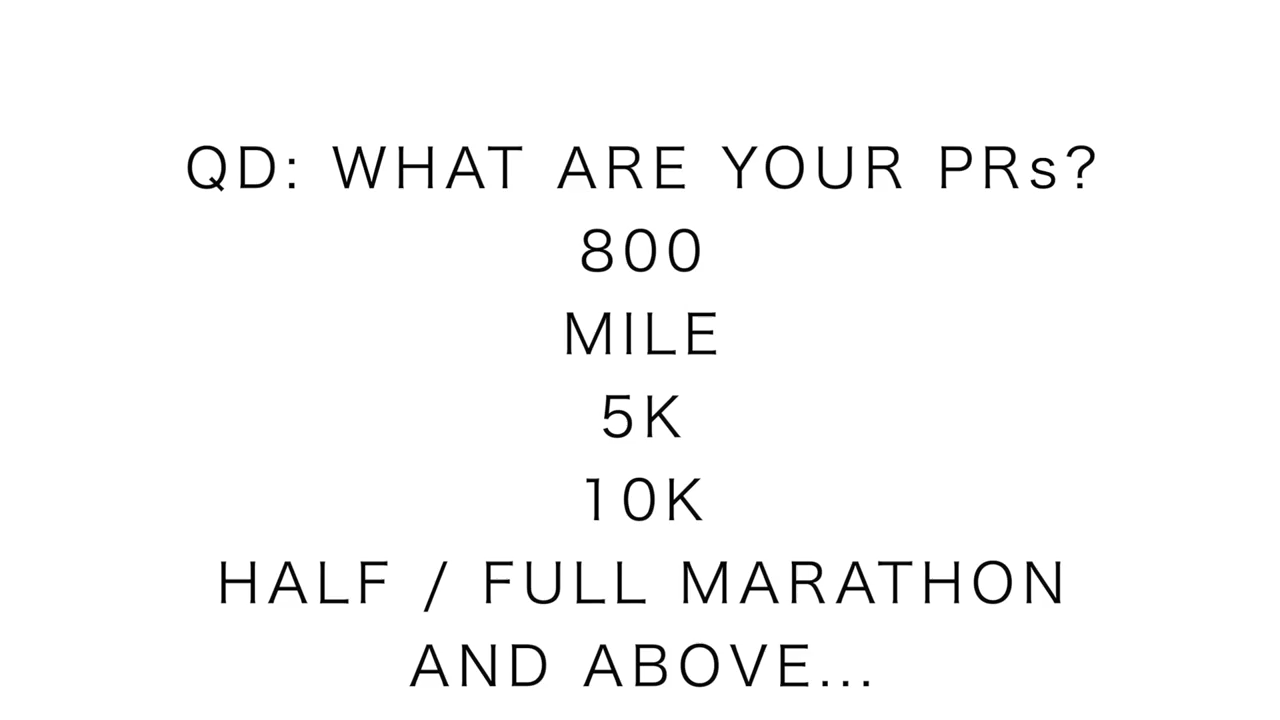 QD: WHAT ARE YOUR PRs?
800
MILE
5K
10K
HALF / FULL MARATHON
AND ABOVE...